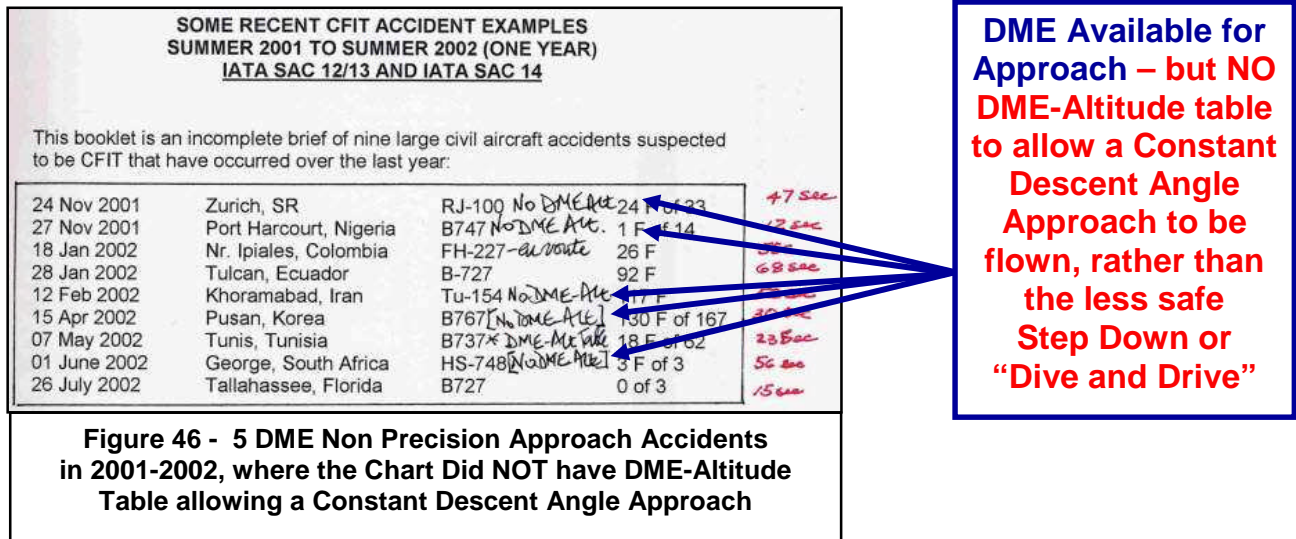 SOME RECENT CFIT ACCIDENT EXAMPLES
SUMMER 2001 TO SUMMER 2002 (ONE YEAR)
IATA SAC 12/13 AND IATA SAC 14
This booklet is an incomplete brief of nine large civil aircraft accidents suspected
to be CFIT that have occurred over the last year:
24 Nov 2001 Zurich, SR RJ-100 No DME Alt 24 F of 33 47 sec
27 Nov 2001 Port Harcourt, Nigeria B747 No DME Alt. 1 F of 14 sec
18 Jan 2002 Nr. Ipiales, Colombia FH-227 - en route 26 F
28 Jan 2002 Tulcan, Ecuador B-727 92 F 68 sec
12 Feb 2002 Khoramabad, Iran Tu-154 No DME-Alt 117 F
15 Apr 2002 Pusan, Korea B767 [No DME Alt] 130 F of 167
07 May 2002 Tunis, Tunisia B737 * DME-Alt Table 18 F of 62 23 sec
01 June 2002 George, South Africa HS-748 [No DME Alt] 3 F of 3 56 sec
26 July 2002 Tallahassee, Florida B727 0 of 3 15 sec
Figure 46 - 5 DME Non Precision Approach Accidents
in 2001-2002, where the Chart Did NOT have DME-Altitude
Table allowing a Constant Descent Angle Approach
DME Available for
Approach – but NO
DME-Altitude table
to allow a Constant
Descent Angle
Approach to be
flown, rather than
the less safe
Step Down or
“Dive and Drive”